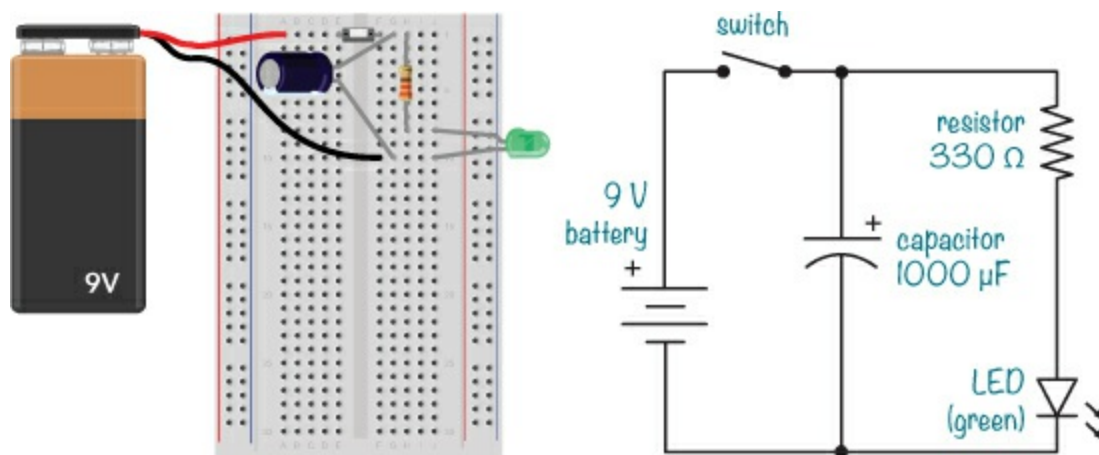 9V
switch
resistor
330 Ω
9 V
battery
+
+
capacitor
1000 µF
LED
(green)